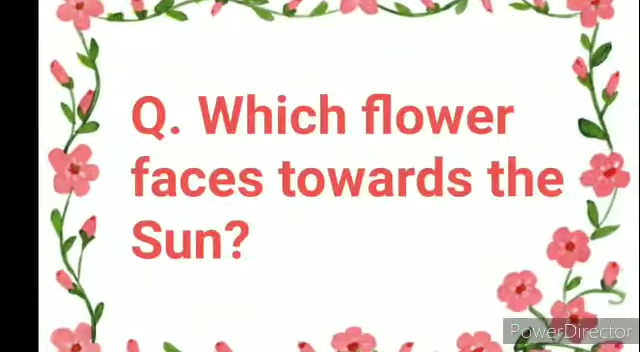 Q. Which flower
faces towards the
Sun?
PowerDirector